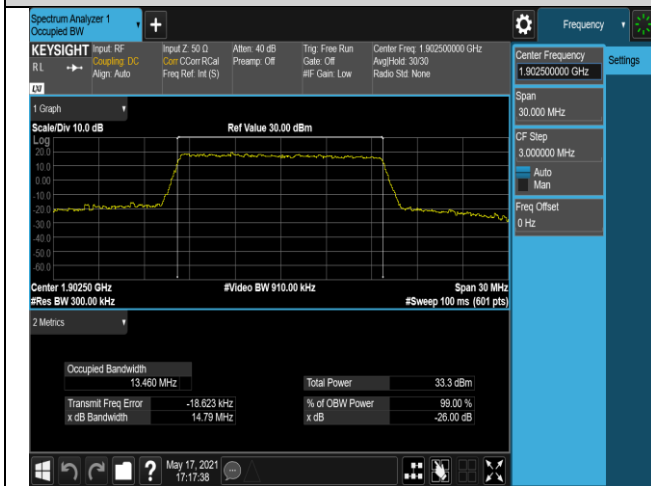 Spectrum Analyzer 1
Occupied BW
+
Frequency
KEYSIGHT
RL
LXI
Input: RF
Coupling: DC
Align: Auto
Input Z: 50 Ω
Corr CCorr RCal
Freq Ref: Int (S)
Atten: 40 dB
Preamp: Off
Trig: Free Run
Gate: Off
#IF Gain: Low
Center Freq: 1.902500000 GHz
Avg|Hold: 30/30
Radio Std: None
Center Frequency
1.902500000 GHz
Settings
Span
30.000 MHz
CF Step
3.000000 MHz
Auto
Man
Freq Offset
0 Hz
1 Graph
Scale/Div 10.0 dB
Ref Value 30.00 dBm
Log
20.0
10.0
0.00
-10.0
-20.0
-30.0
-40.0
-50.0
-60.0
Center 1.90250 GHz
#Video BW 910.00 kHz
Span 30 MHz
#Res BW 300.00 kHz
#Sweep 100 ms (601 pts)
2 Metrics
Occupied Bandwidth
13.460 MHz
Total Power 33.3 dBm
Transmit Freq Error -18.623 kHz
% of OBW Power 99.00 %
x dB Bandwidth 14.79 MHz
x dB -26.00 dB
?
May 17, 2021
17:17:38